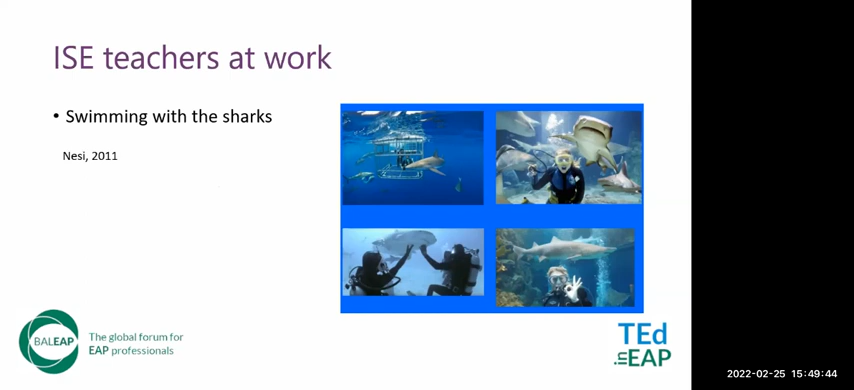 ISE teachers at work
• Swimming with the sharks
Nesi, 2011
BALEAP
The global forum for
EAP professionals
TEd
in EAP
2022-02-25 15:49:44